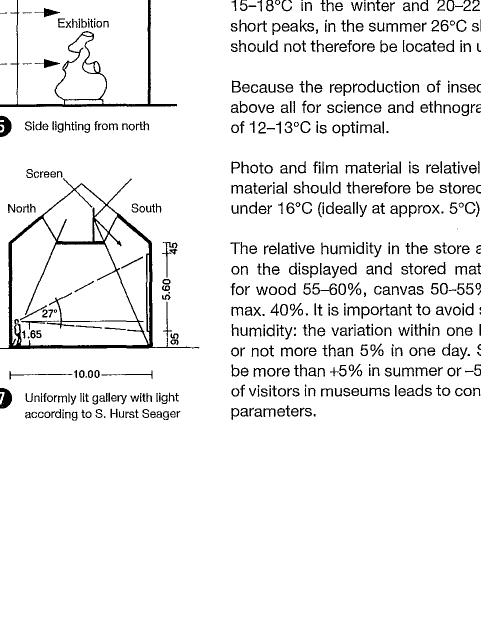 Exhibition
Side lighting from north
Screen
North
South
45
5.60
95
27°
1.65
10.00
Uniformly lit gallery with light
according to S. Hurst Seager
15–18°C in the winter and 20–22
short peaks, in the summer 26°C
should not therefore be located in
Because the reproduction of
above all for science and
of 12–13°C is optimal.
Photo and film material is
material should therefore be stored
under 16°C (ideally at approx. 5°C)
The relative humidity in the store
on the displayed and stored
for wood 55–60%, canvas 50–55%
max. 40%. It is important to avoid
humidity: the variation within one
or not more than 5% in one day.
be more than +5% in summer or –5
of visitors in museums leads to
parameters.